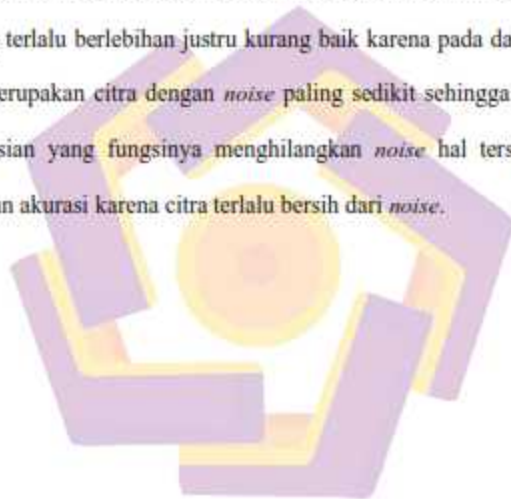 terlalu berlebihan justru kurang baik karena pada da
erupakan citra dengan noise paling sedikit sehingga
sian yang fungsinya menghilangkan noise hal ters
n akurasi karena citra terlalu bersih dari noise.